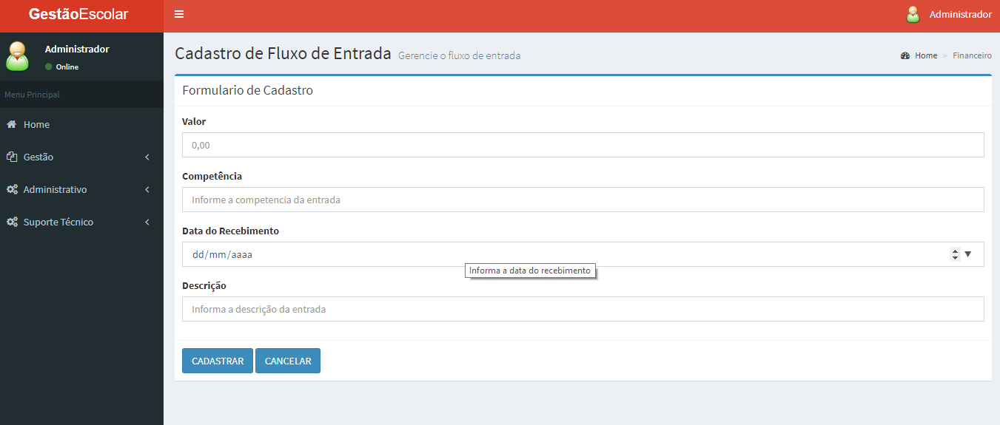 GestãoEscolar
Administrador
Administrador
Online
Menu Principal
Home
Gestão
Administrativo
Suporte Técnico
Cadastro de Fluxo de Entrada Gerencie o fluxo de entrada
Home > Financeiro
Formulario de Cadastro
Valor
0,00
Competência
Informe a competencia da entrada
Data do Recebimento
dd/mm/aaaa
Informa a data do recebimento
Descrição
Informa a descrição da entrada
CADASTRAR CANCELAR